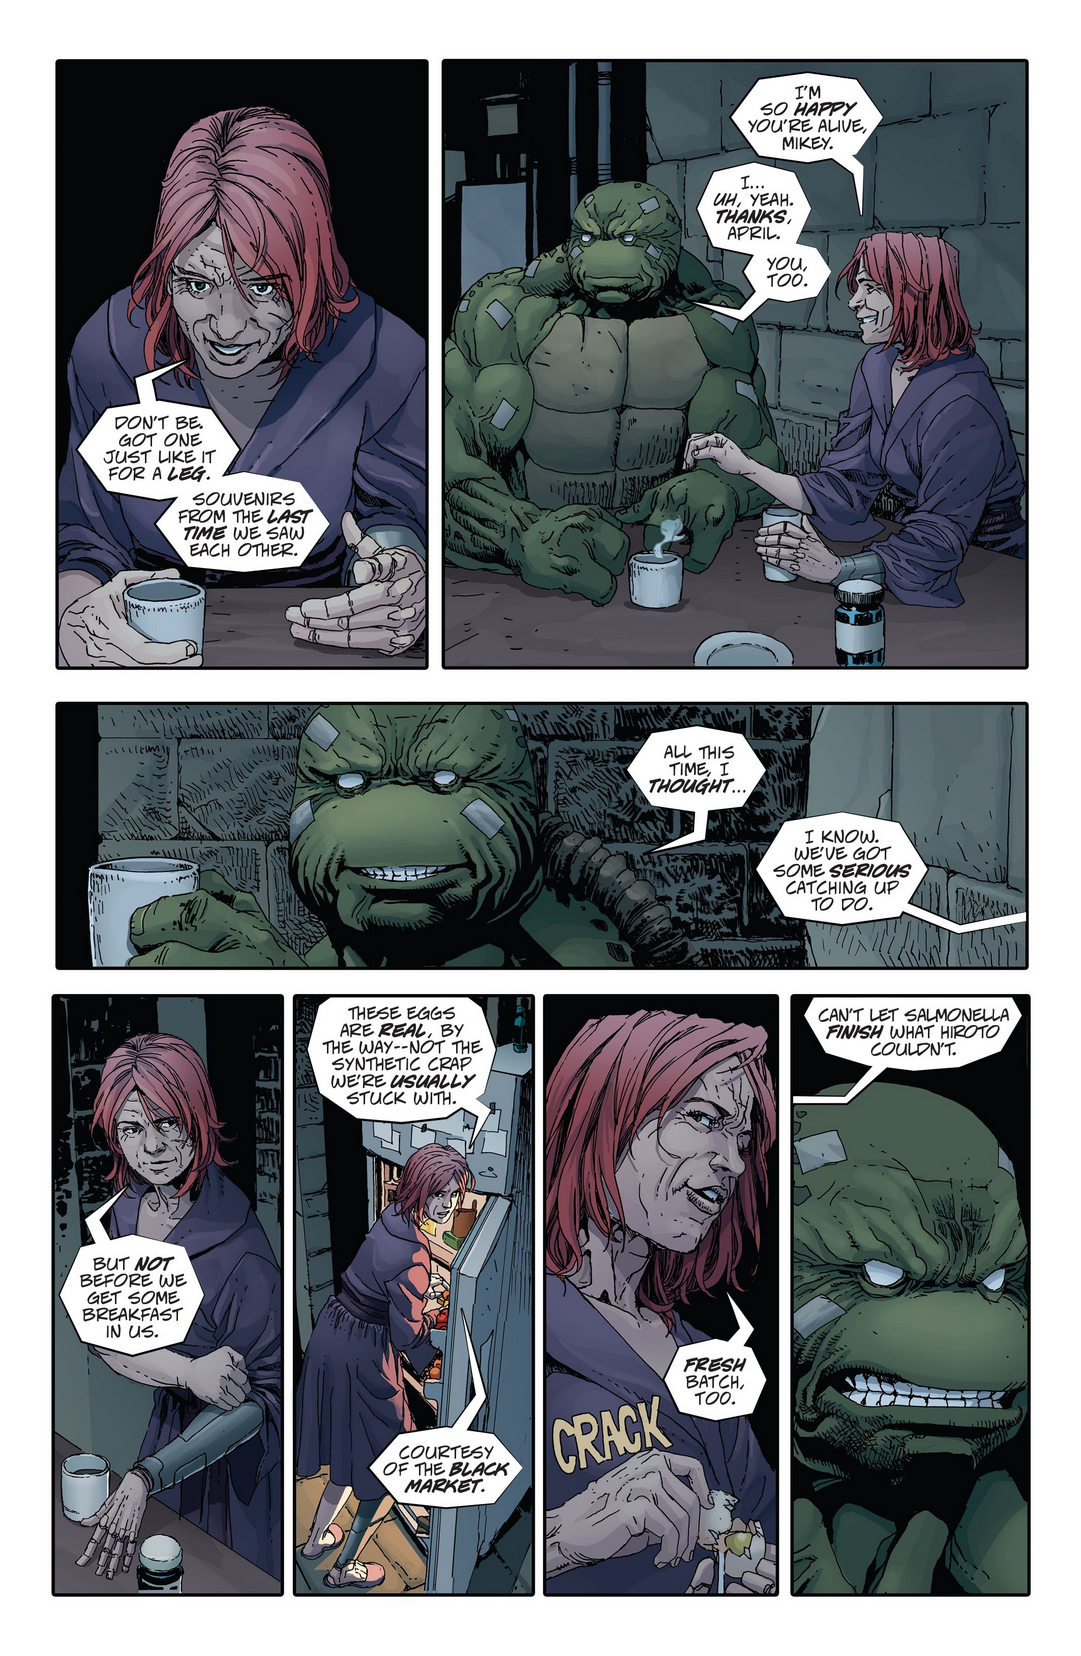 DON'T BE.
GOT ONE
JUST LIKE IT
FOR A LEG.
SOUVENIRS
FROM THE LAST
TIME WE SAW
EACH OTHER.
I'M
SO HAPPY
YOU'RE ALIVE,
MIKEY.
I...
UH, YEAH.
THANKS,
APRIL.
YOU,
TOO.
ALL THIS
TIME, I
THOUGHT...
I KNOW.
WE'VE GOT
SOME SERIOUS
CATCHING UP
TO DO.
BUT NOT
BEFORE WE
GET SOME
BREAKFAST
IN US.
THESE EGGS
ARE REAL, BY
THE WAY--NOT THE
SYNTHETIC CRAP
WE'RE USUALLY
STUCK WITH.
COURTESY
OF THE BLACK
MARKET.
FRESH
BATCH,
TOO.
CRACK
CAN'T LET SALMONELLA
FINISH WHAT HIROTO
COULDN'T.